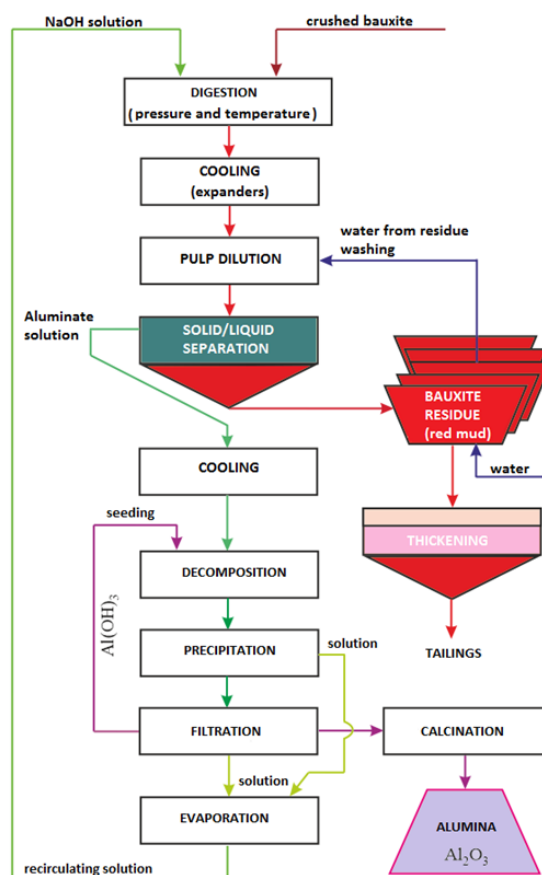 NaOH solution
crushed bauxite
DIGESTION
(pressure and temperature)
COOLING
(expanders)
water from residue
washing
PULP DILUTION
Aluminate
solution
SOLID/LIQUID
SEPARATION
BAUXITE
RESIDUE
(red mud)
COOLING
water
seeding
THICKENING
DECOMPOSITION
Al(OH)3
PRECIPITATION
solution
TAILINGS
FILTRATION
CALCINATION
solution
EVAPORATION
ALUMINA
Al2O3
recirculating solution